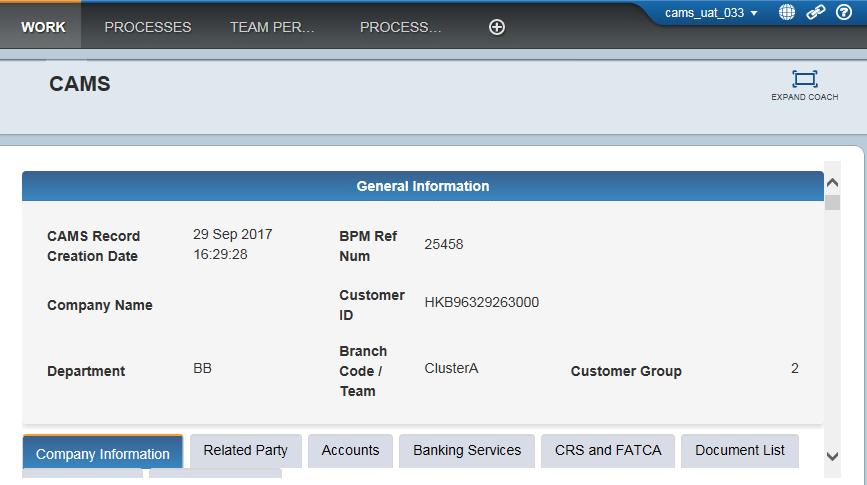 WORK PROCESSES TEAM PER... PROCESS... cams_uat_033
CAMS
EXPAND COACH
General Information
CAMS Record Creation Date 29 Sep 2017 16:29:28 BPM Ref Num 25458
Company Name Customer ID HKB96329263000
Department BB Branch Code / Team ClusterA Customer Group 2
Company Information Related Party Accounts Banking Services CRS and FATCA Document List